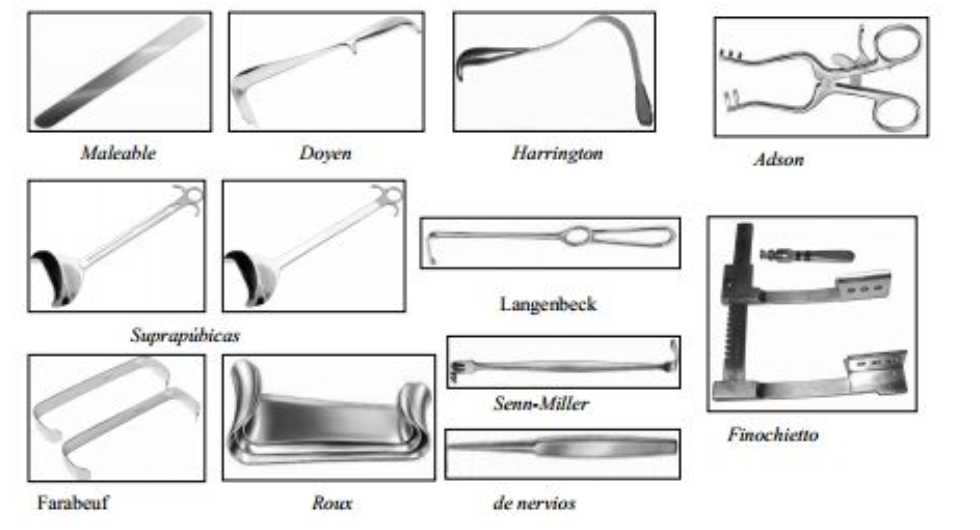 Maleable
Doyen
Harrington
Adson
Suprapúbicas
Langenbeck
Senn-Miller
Finochietto
Farabeuf
Roux
de nervios